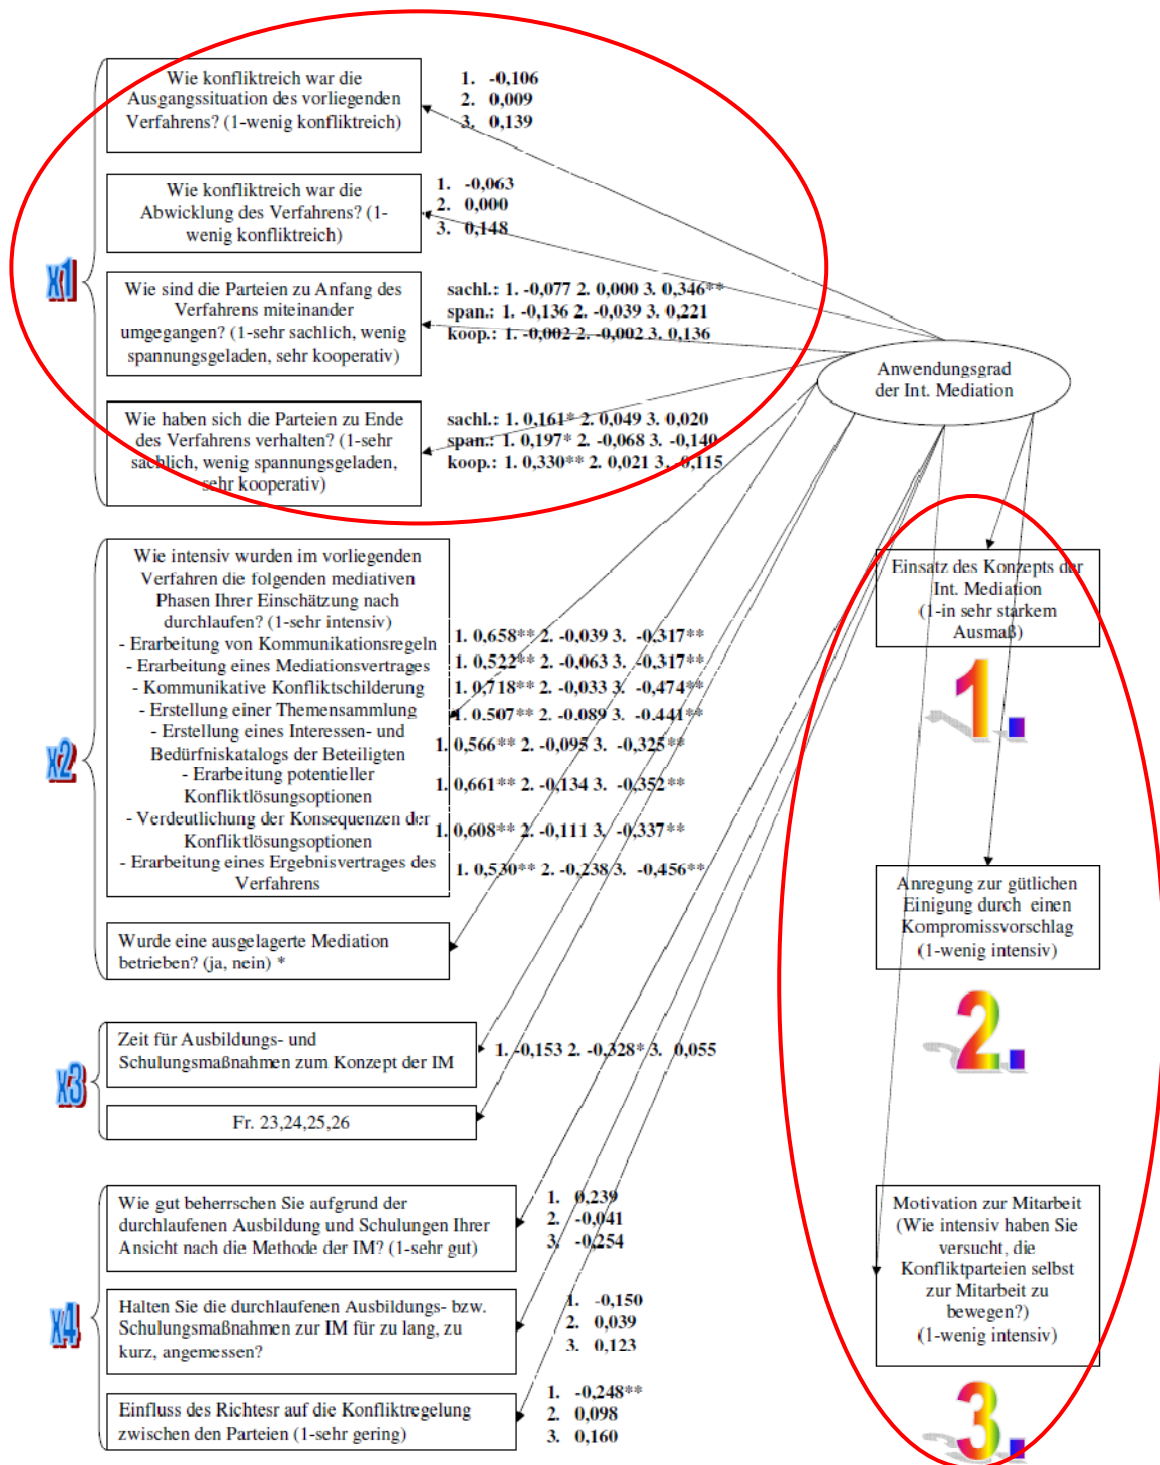 x1
Wie konfliktreich war die
Ausgangssituation des vorliegenden
Verfahrens? (1-wenig konfliktreich)
1. -0,106
2. 0,009
3. 0,139
Wie konfliktreich war die
Abwicklung des Verfahrens? (1-
wenig konfliktreich)
1. -0,063
2. 0,000
3. 0,148
Wie sind die Parteien zu Anfang des
Verfahrens miteinander
umgegangen? (1-sehr sachlich, wenig
spannungsgeladen, sehr kooperativ)
sachl.: 1. -0,077 2. 0,000 3. 0,346**
span.: 1. -0,136 2. -0,039 3. 0,221
koop.: 1. -0,002 2. -0,002 3. 0,136
Wie haben sich die Parteien zu Ende
des Verfahrens verhalten? (1-sehr
sachlich, wenig spannungsgeladen,
sehr kooperativ)
sachl.: 1. 0,161* 2. 0,049 3. 0,020
span.: 1. 0,197* 2. -0,068 3. -0,140
koop.: 1. 0,330** 2. 0,021 3. -0,115
Anwendungsgrad
der Int. Mediation
x2
Wie intensiv wurden im vorliegenden
Verfahren die folgenden mediativen
Phasen Ihrer Einschätzung nach
durchlaufen? (1-sehr intensiv)
- Erarbeitung von Kommunikationsregeln
- Erarbeitung eines Mediationsvertrages
- Kommunikative Konfliktschilderung
- Erstellung einer Themensammlung
- Erstellung eines Interessen- und
Bedürfniskatalogs der Beteiligten
- Erarbeitung potentieller
Konfliktlösungsoptionen
- Verdeutlichung der Konsequenzen der
Konfliktlösungsoptionen
- Erarbeitung eines Ergebnisvertrages des
Verfahrens
1. 0,658** 2. -0,039 3. -0,317**
1. 0,522** 2. -0,063 3. -0,317**
1. 0,718** 2. -0,033 3. -0,474**
1. 0.507** 2. -0.089 3. -0.441**
1. 0,566** 2. -0,095 3. -0,325**
1. 0,661** 2. -0,134 3. -0,352**
1. 0,608** 2. -0,111 3. -0,337**
1. 0,530** 2. -0,238 3. -0,456**
Wurde eine ausgelagerte Mediation
betrieben? (ja, nein) *
x3
Zeit für Ausbildungs- und
Schulungsmaßnahmen zum Konzept der IM
1. -0,153 2. -0,328* 3. 0,055
Fr. 23,24,25,26
x4
Wie gut beherrschen Sie aufgrund der
durchlaufenen Ausbildung und Schulungen Ihrer
Ansicht nach die Methode der IM? (1-sehr gut)
1. 0,239
2. -0,041
3. -0,254
Halten Sie die durchlaufenen Ausbildungs- bzw.
Schulungsmaßnahmen zur IM für zu lang, zu
kurz, angemessen?
1. -0,150
2. 0,039
3. 0,123
Einfluss des Richtesr auf die Konfliktregelung
zwischen den Parteien (1-sehr gering)
1. -0,248**
2. 0,098
3. 0,160
Einsatz des Konzepts der
Int. Mediation
(1-in sehr starkem
Ausmaß)
1.
Anregung zur gütlichen
Einigung durch einen
Kompromissvorschlag
(1-wenig intensiv)
2.
Motivation zur Mitarbeit
(Wie intensiv haben Sie
versucht, die
Konfliktparteien selbst
zur Mitarbeit zu
bewegen?)
(1-wenig intensiv)
3.